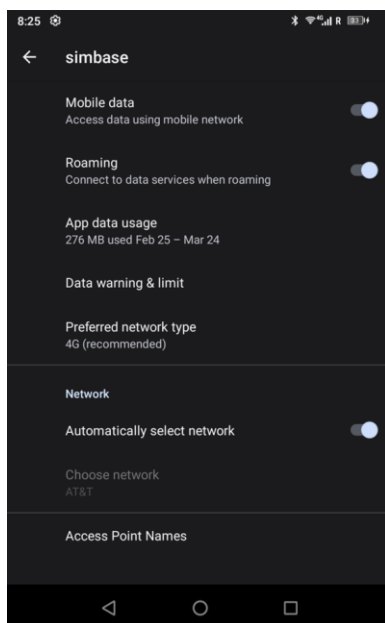 8:25 4G R 33
simbase
Mobile data
Access data using mobile network
Roaming
Connect to data services when roaming
App data usage
276 MB used Feb 25 – Mar 24
Data warning & limit
Preferred network type
4G (recommended)
Network
Automatically select network
Choose network
AT&T
Access Point Names